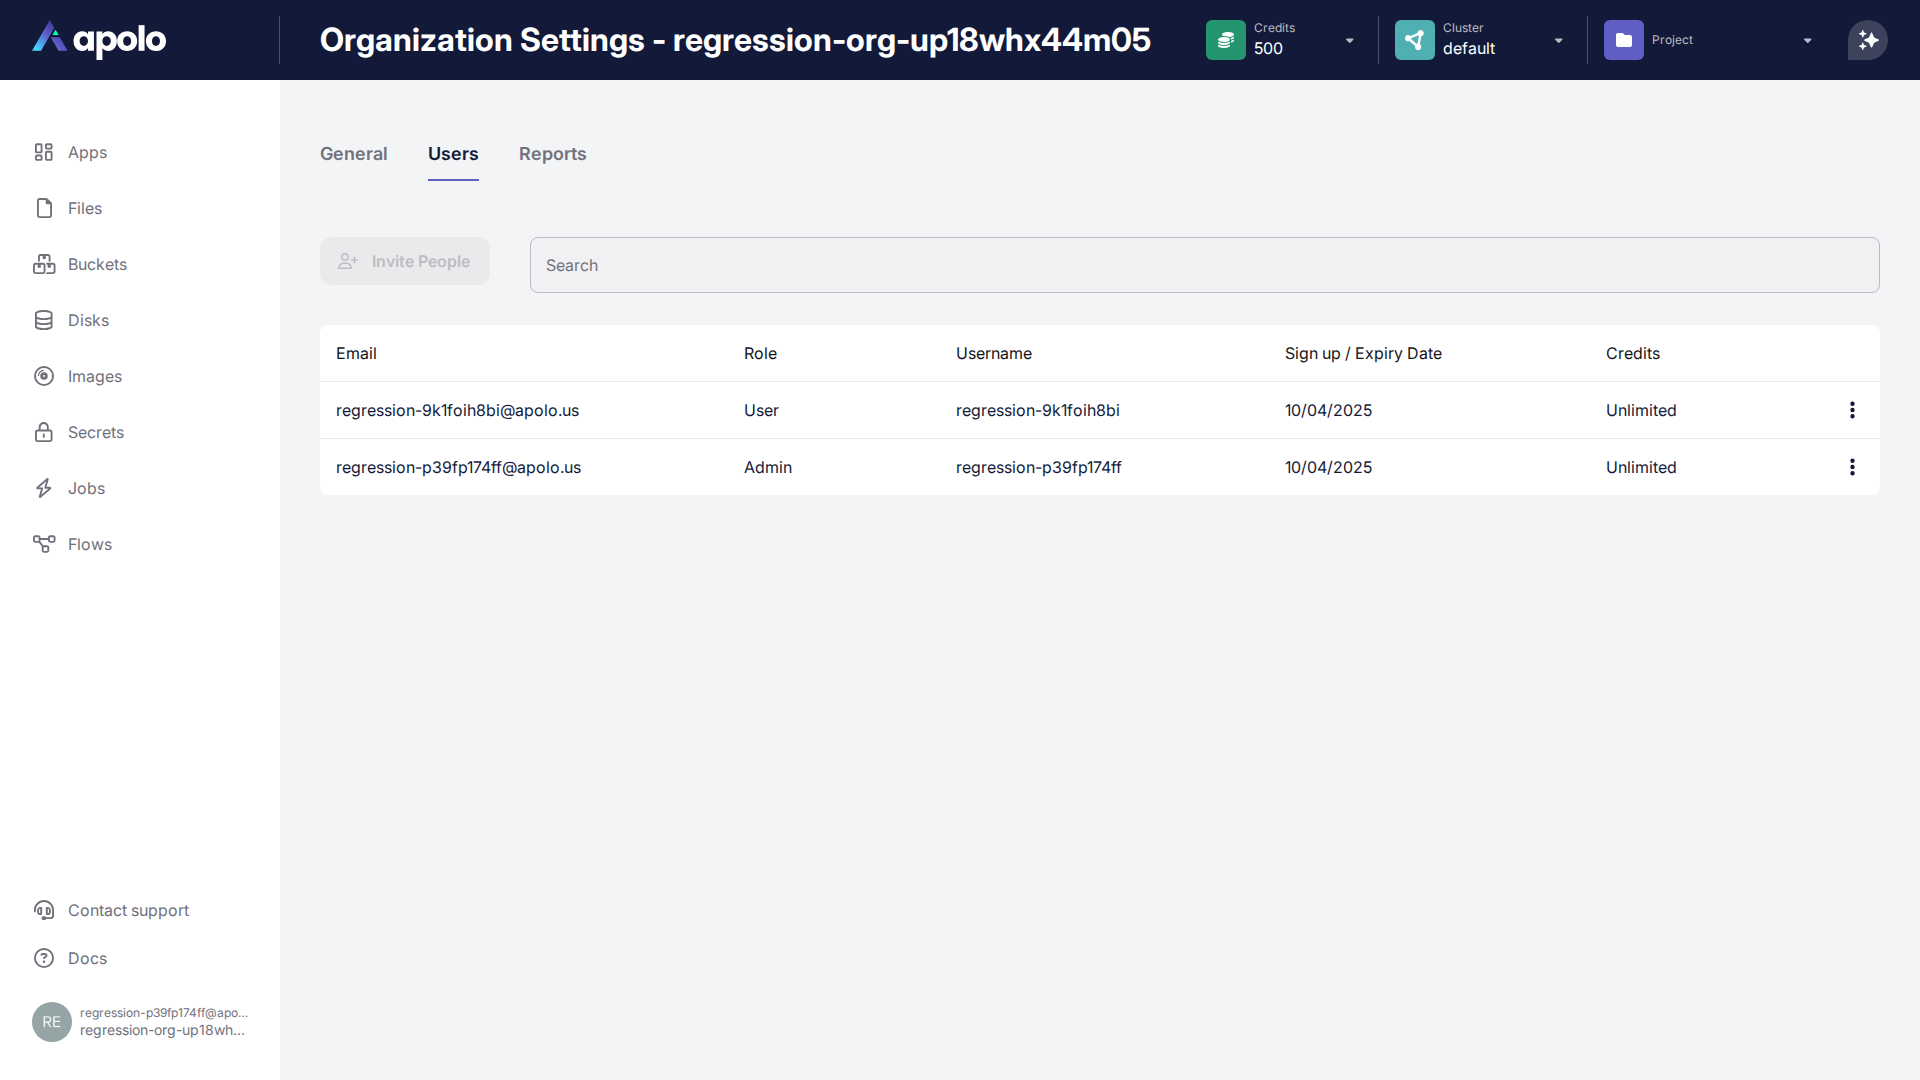 apolo
Organization Settings - regression-org-up18whx44m05
Credits
500
Cluster
default
Project
Apps
Files
Buckets
Disks
Images
Secrets
Jobs
Flows
General Users Reports
Invite People
Search
Email Role Username Sign up / Expiry Date Credits
regression-9k1foih8bi@apolo.us User regression-9k1foih8bi 10/04/2025 Unlimited
regression-p39fp174ff@apolo.us Admin regression-p39fp174ff 10/04/2025 Unlimited
Contact support
Docs
RE
regression-p39fp174ff@apo...
regression-org-up18wh...